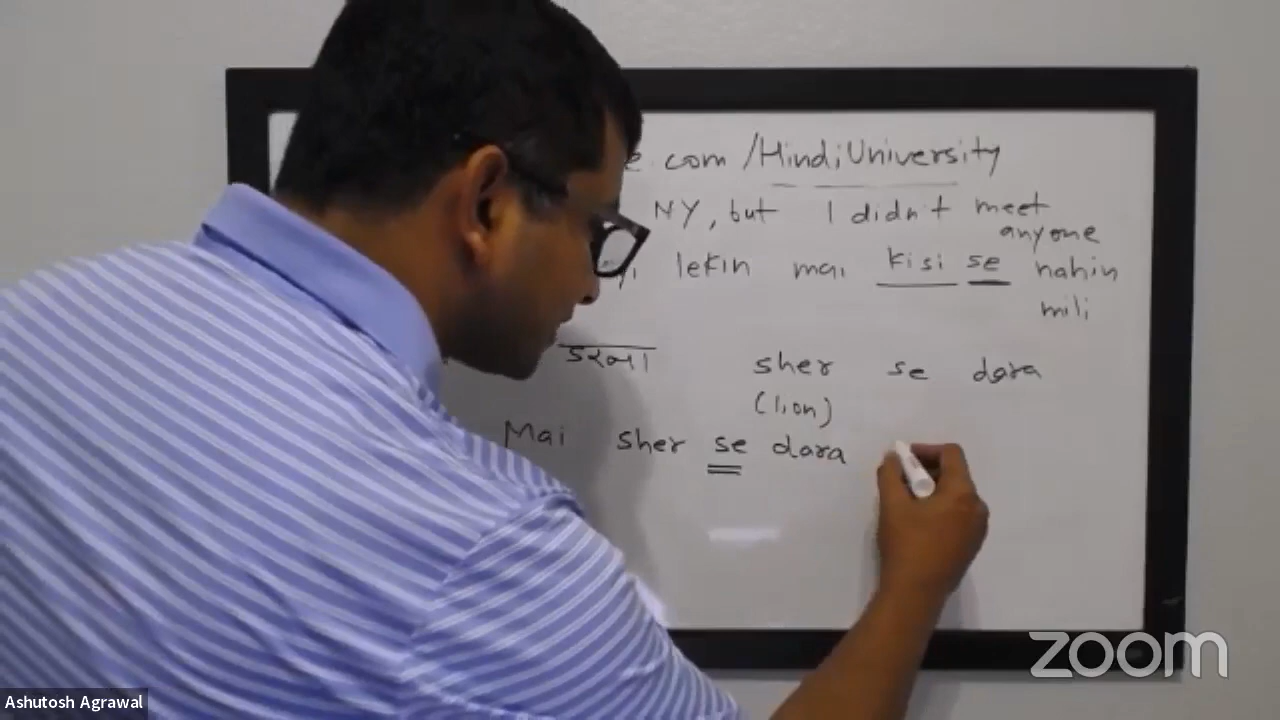 e.com/HindiUniversity
NY, but I didn't meet
anyone
lekin mai kisi se nahin
mili
डरना sher se dara
(lion)
Mai sher se dara
zoom
Ashutosh Agrawal